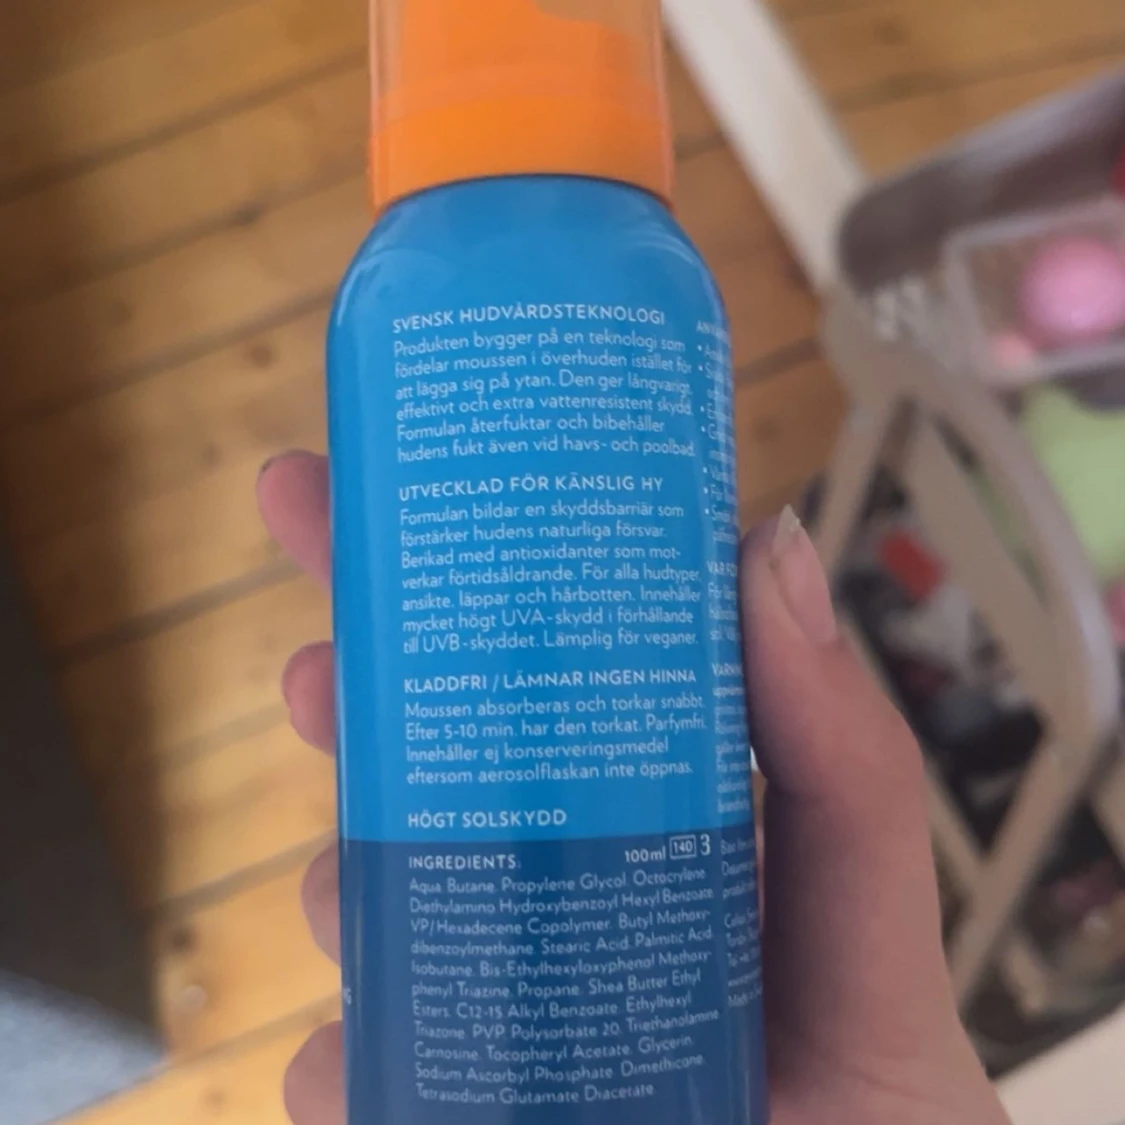 SVENSK HUDVÅRDSTEKNOLOGI
Produkten bygger på en teknologi som
fördelar moussen i överhuden istället för
att lägga sig på ytan. Den ger långvarigt,
effektivt och extra vattenresistent skydd.
Formulan återfuktar och bibehåller
hudens fukt även vid havs- och poolbad.
UTVECKLAD FÖR KÄNSLIG HY
Formulan bildar en skyddsbarriär som
förstärker hudens naturliga försvar.
Berikad med antioxidanter som mot-
verkar förtidsåldrande. För alla hudtyper,
ansikte, läppar och hårbotten. Innehåller
mycket högt UVA-skydd i förhållande
till UVB-skyddet. Lämplig för veganer.
KLADDFRI / LÄMNAR INGEN HINNA
Moussen absorberas och torkar snabbt.
Efter 5-10 min. har den torkat. Parfymfri.
Innehåller ej konserveringsmedel
eftersom aerosolflaskan inte öppnas.
HÖGT SOLSKYDD
INGREDIENTS: 100ml 140 3
Aqua, Butane, Propylene Glycol, Octocrylene,
Diethylamino Hydroxybenzoyl Hexyl Benzoate,
VP/Hexadecene Copolymer, Butyl Methoxy-
dibenzoylmethane, Stearic Acid, Palmitic Acid,
Isobutane, Bis-Ethylhexyloxyphenol Methoxy-
phenyl Triazine, Propane, Shea Butter Ethyl
Esters, C12-15 Alkyl Benzoate, Ethylhexyl
Triazone, PVP, Polysorbate 20, Triethanolamine,
Carnosine, Tocopheryl Acetate, Glycerin,
Sodium Ascorbyl Phosphate, Dimethicone,
Tetrasodium Glutamate Diacetate.